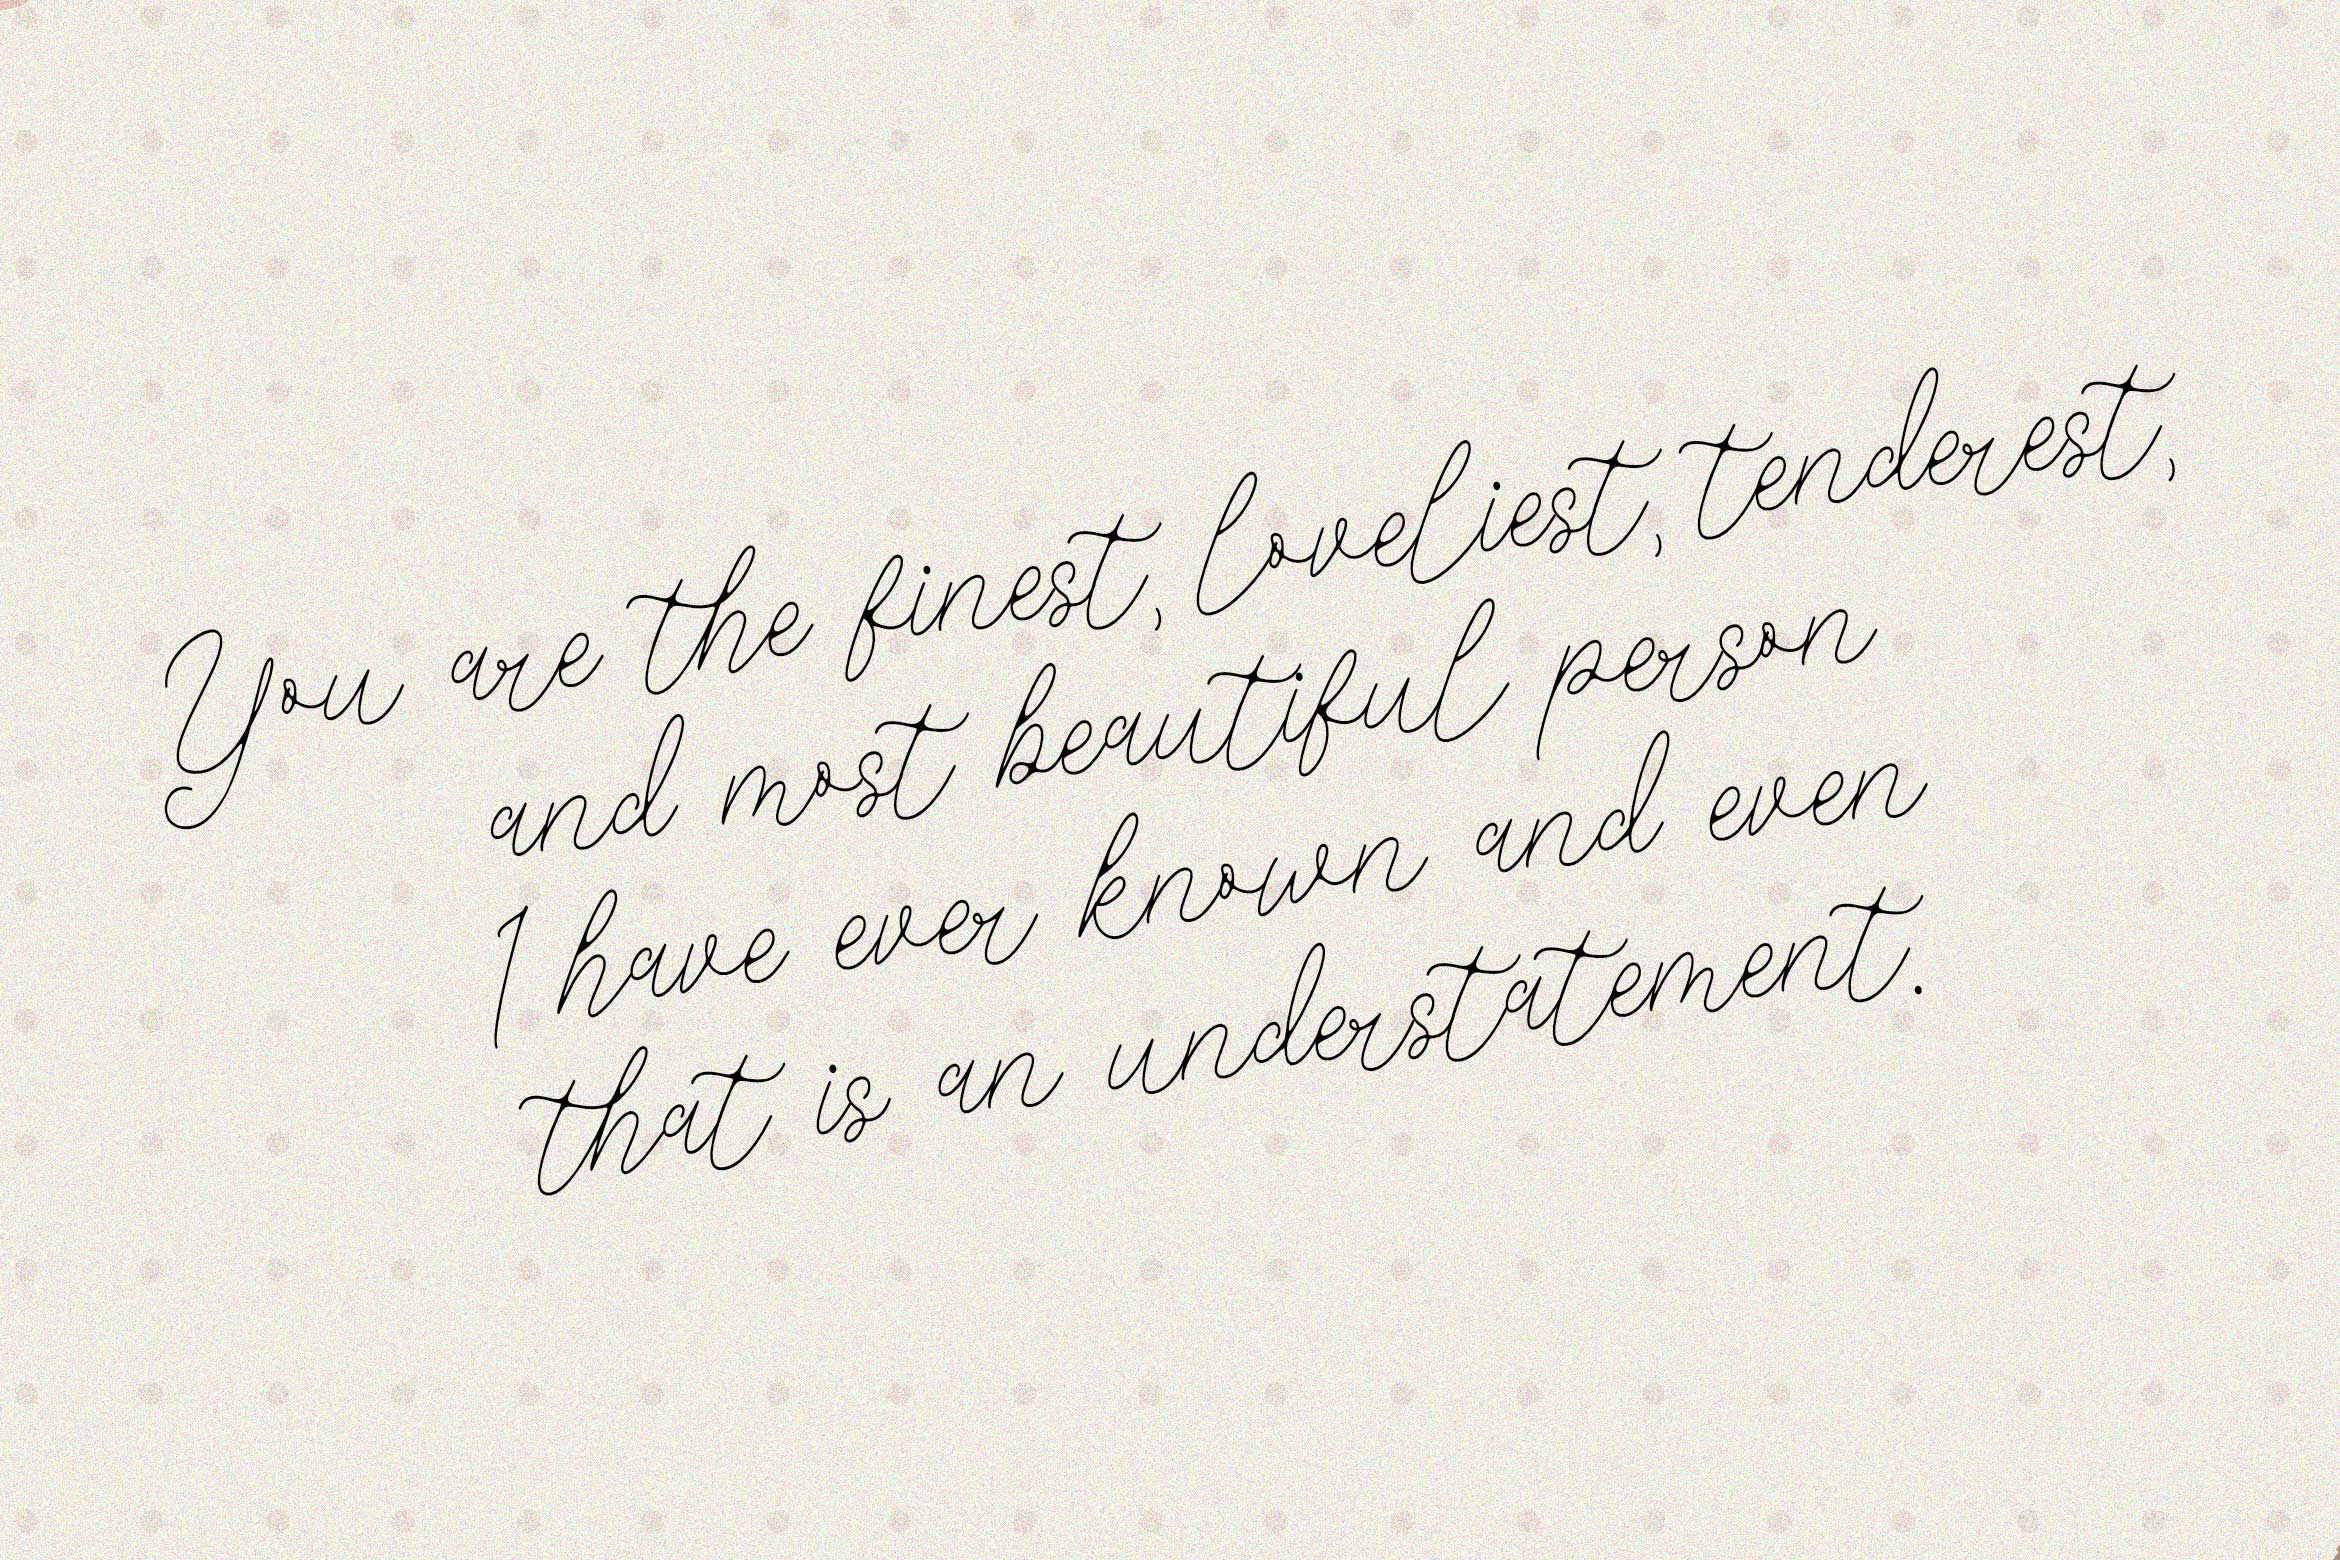 You are the finest, loveliest, tenderest,
and most beautiful person
I have ever known and even
that is an understatement.